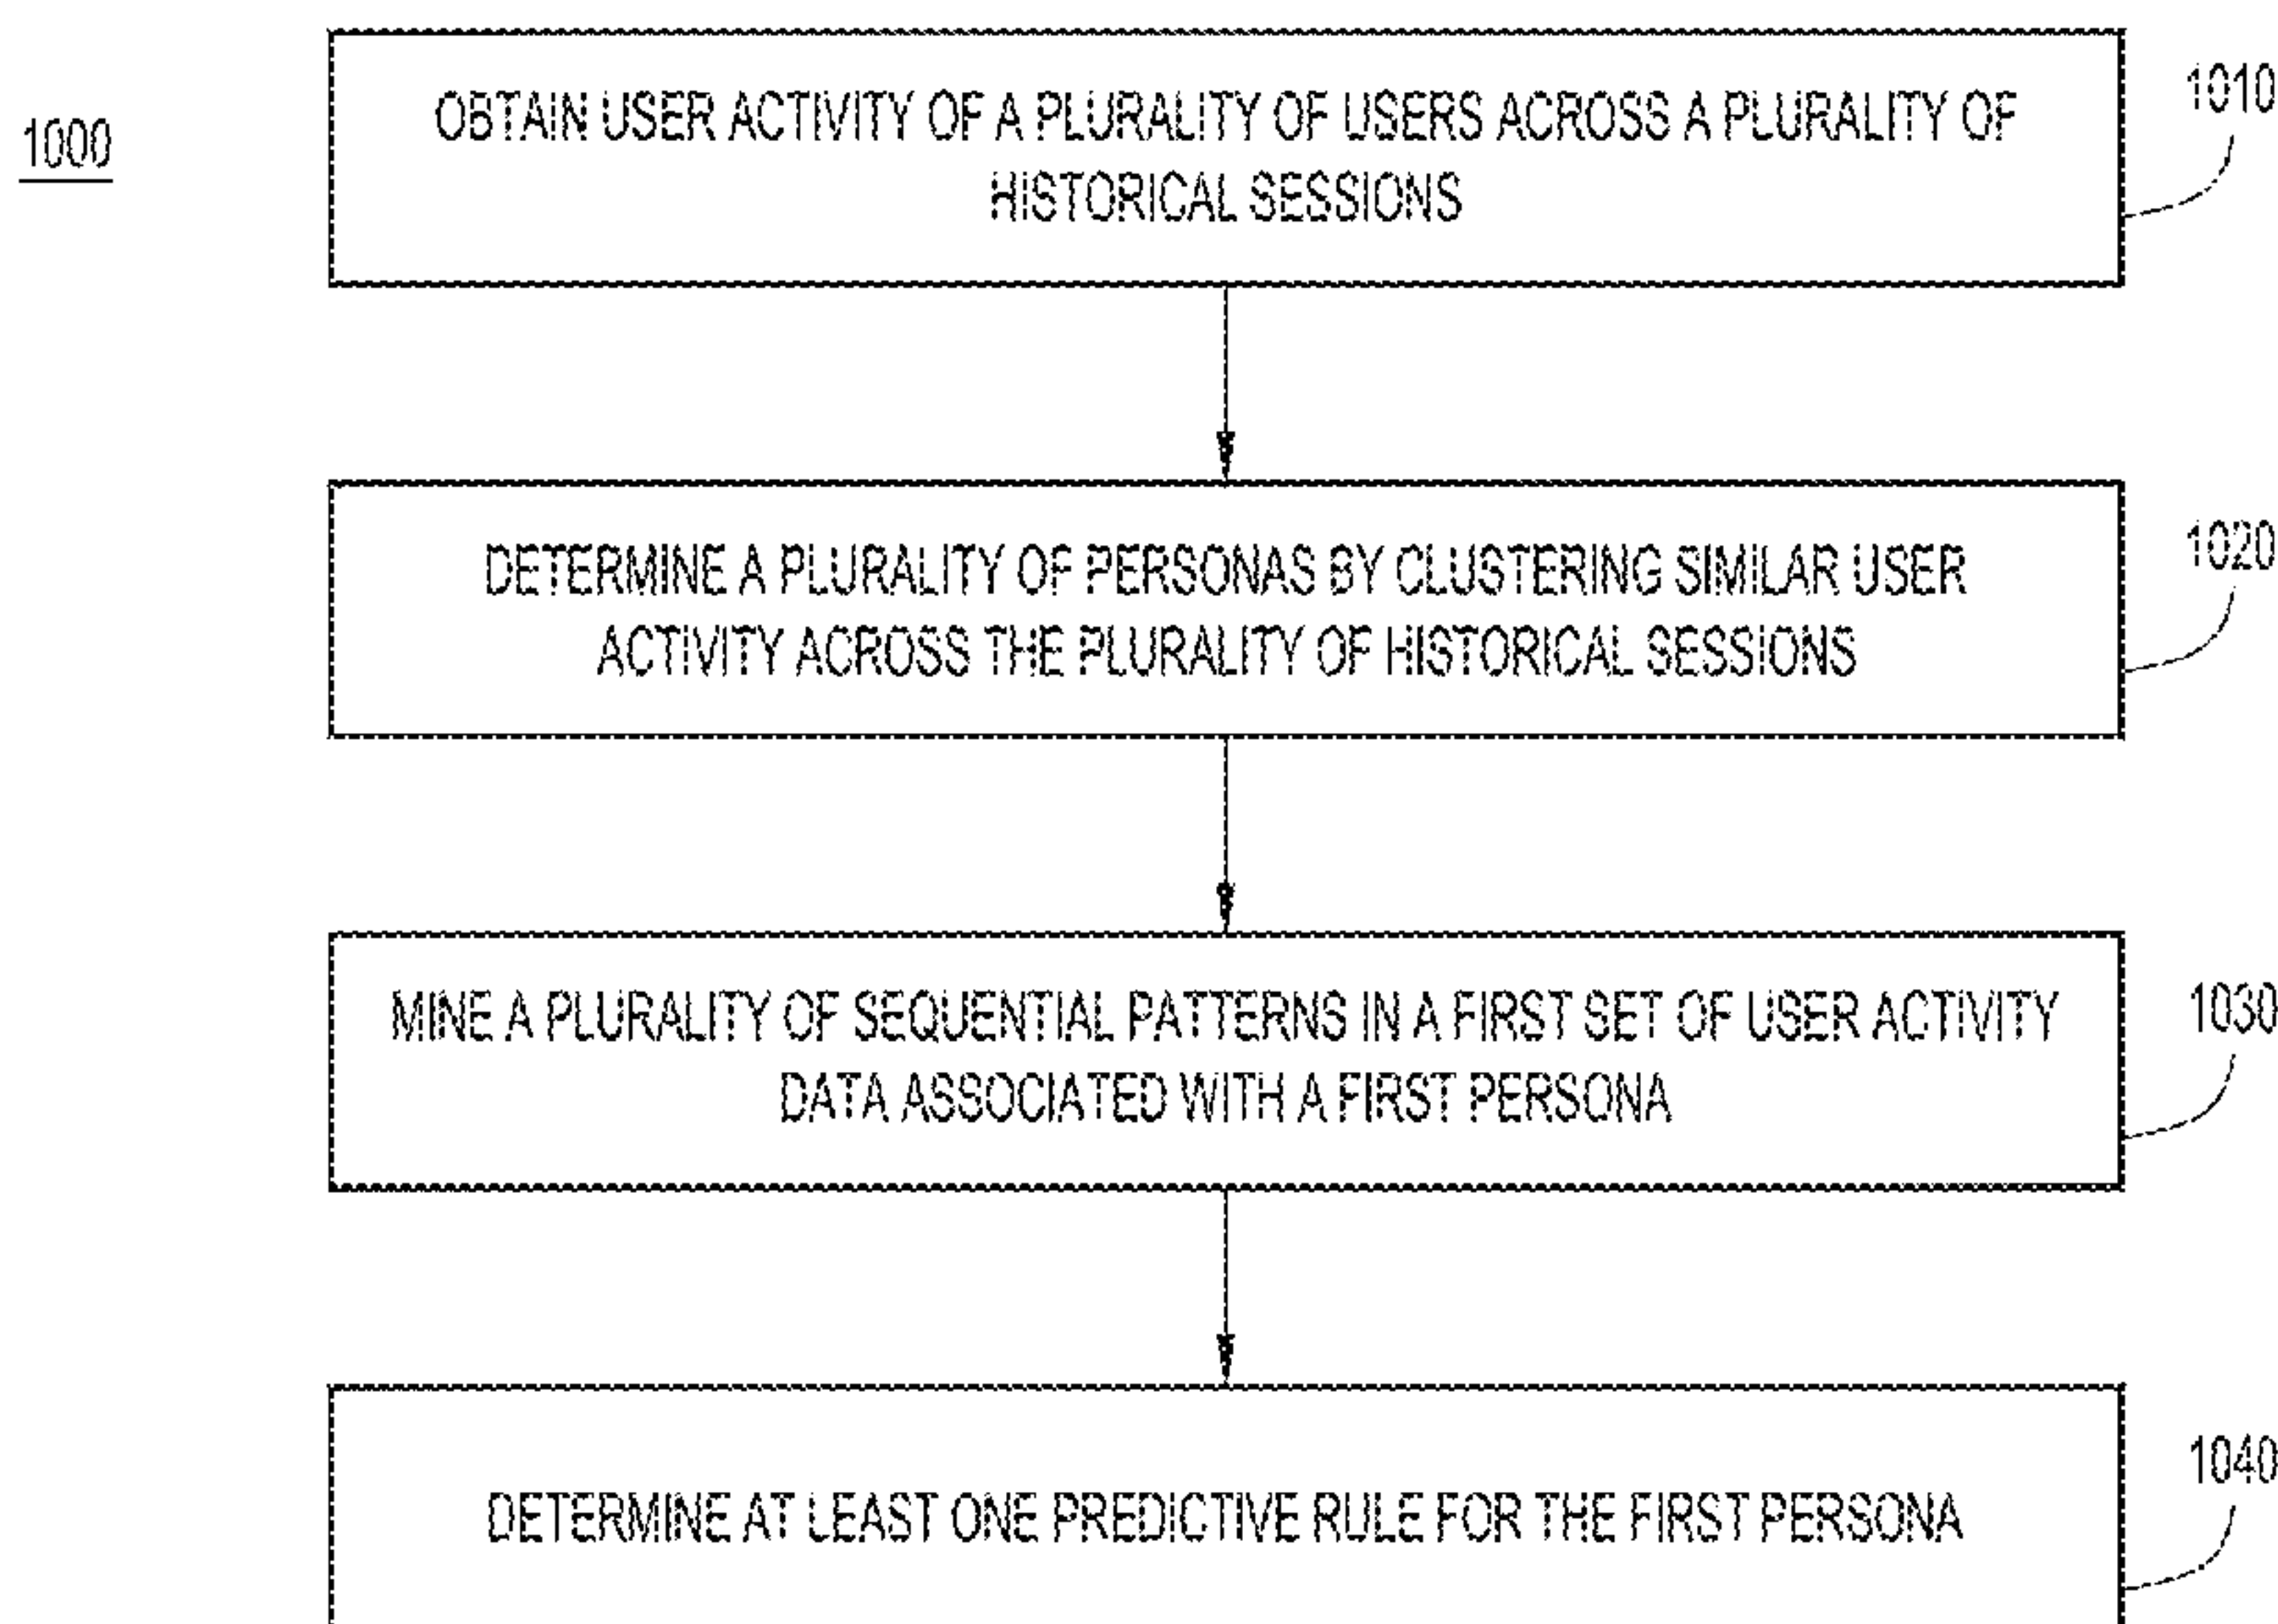 1000
OBTAIN USER ACTIVITY OF A PLURALITY OF USERS ACROSS A PLURALITY OF
HISTORICAL SESSIONS
1010
DETERMINE A PLURALITY OF PERSONAS BY CLUSTERING SIMILAR USER
ACTIVITY ACROSS THE PLURALITY OF HISTORICAL SESSIONS
1020
MINE A PLURALITY OF SEQUENTIAL PATTERNS IN A FIRST SET OF USER ACTIVITY
DATA ASSOCIATED WITH A FIRST PERSONA
1030
DETERMINE AT LEAST ONE PREDICTIVE RULE FOR THE FIRST PERSONA
1040